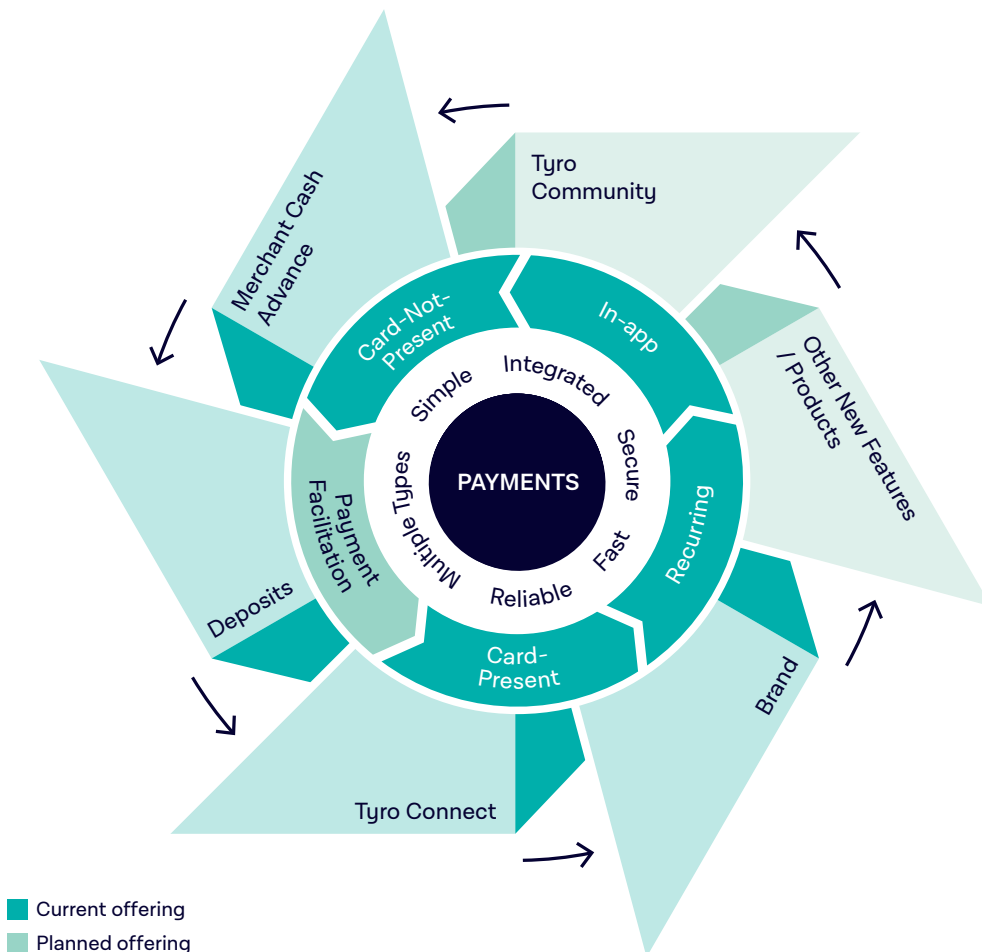 Tyro
Community
Merchant Cash
Advance
Other New Features
/ Products
Card-Not-
Present
In-app
Simple
Integrated
Secure
PAYMENTS
Multiple Types
Fast
Reliable
Recurring
Payment
Facilitation
Card-
Present
Deposits
Brand
Tyro Connect
Current offering
Planned offering